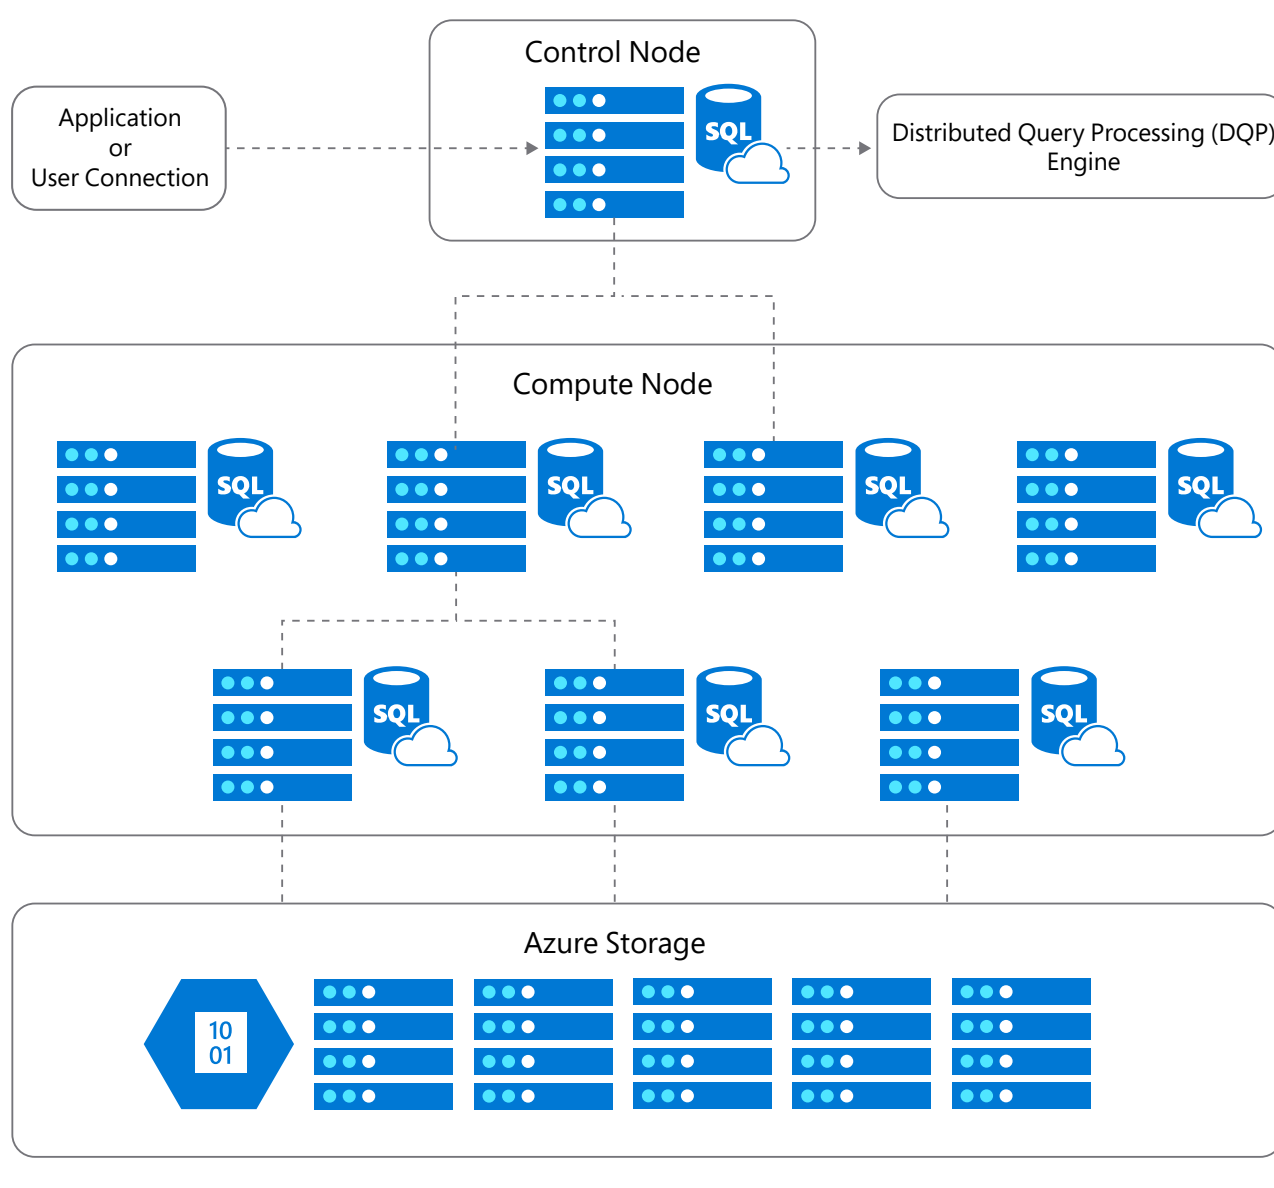 Control Node
Application
or
User Connection
SQL
Distributed Query Processing (DQP)
Engine
Compute Node
SQL
SQL
SQL
SQL
SQL
SQL
SQL
Azure Storage
10
01